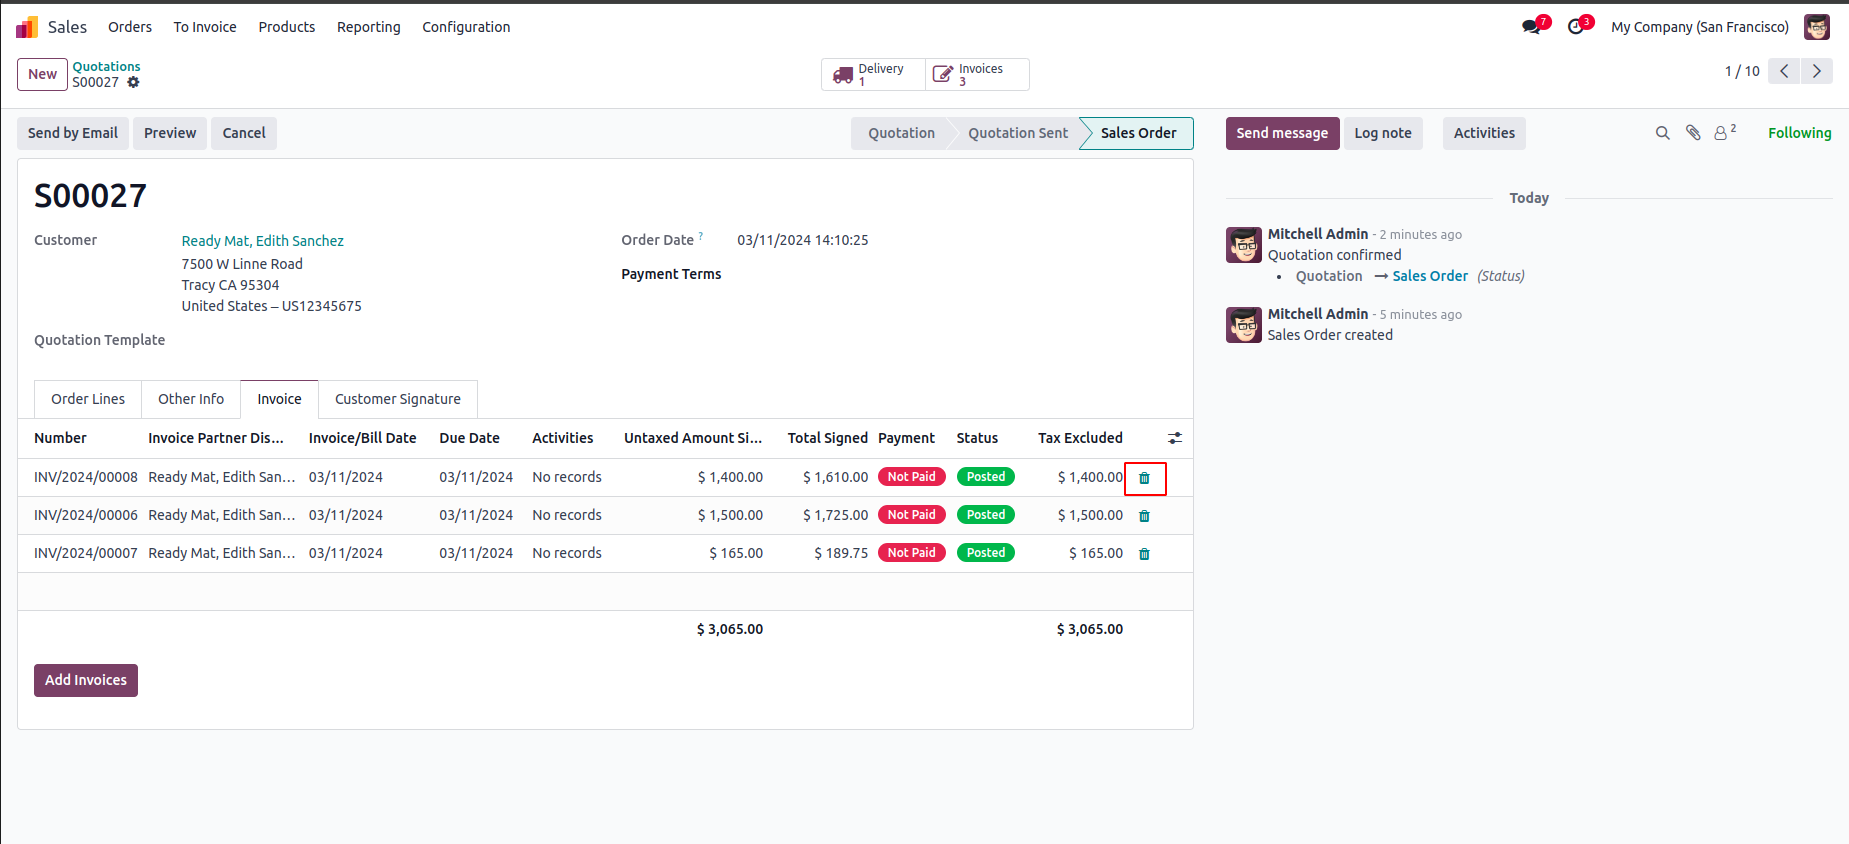 Sales Orders To Invoice Products Reporting Configuration 7 3 My Company (San Francisco)
New Quotations S00027 Delivery 1 Invoices 3 1 / 10
Send by Email Preview Cancel Quotation Quotation Sent Sales Order Send message Log note Activities 2 Following
S00027
Customer Ready Mat, Edith Sanchez Order Date ? 03/11/2024 14:10:25
7500 W Linne Road
Tracy CA 95304
United States – US12345675
Payment Terms
Quotation Template
Order Lines Other Info Invoice Customer Signature
Number Invoice Partner Dis... Invoice/Bill Date Due Date Activities Untaxed Amount Si... Total Signed Payment Status Tax Excluded
INV/2024/00008 Ready Mat, Edith San... 03/11/2024 03/11/2024 No records $ 1,400.00 $ 1,610.00 Not Paid Posted $ 1,400.00
INV/2024/00006 Ready Mat, Edith San... 03/11/2024 03/11/2024 No records $ 1,500.00 $ 1,725.00 Not Paid Posted $ 1,500.00
INV/2024/00007 Ready Mat, Edith San... 03/11/2024 03/11/2024 No records $ 165.00 $ 189.75 Not Paid Posted $ 165.00
$ 3,065.00 $ 3,065.00
Add Invoices
Today
Mitchell Admin - 2 minutes ago
Quotation confirmed
• Quotation → Sales Order (Status)
Mitchell Admin - 5 minutes ago
Sales Order created